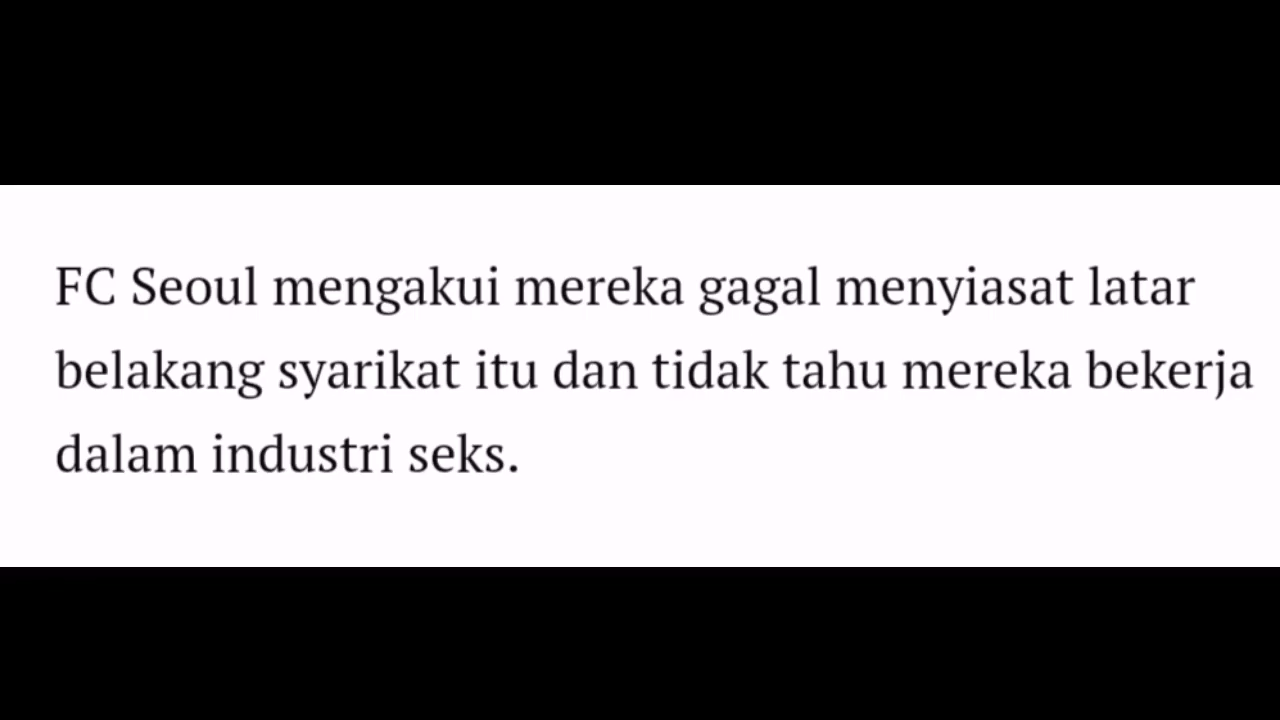 FC Seoul mengakui mereka gagal menyiasat latar
belakang syarikat itu dan tidak tahu mereka bekerja
dalam industri seks.